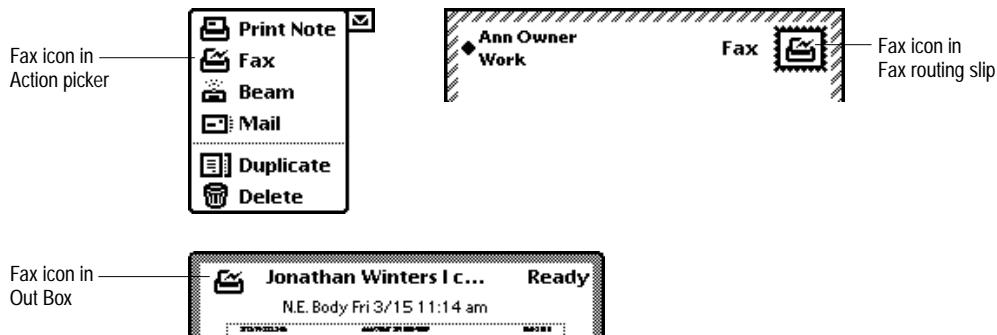 Print Note
Fax icon in
Action picker
Fax
Beam
Mail
Duplicate
Delete
Ann Owner
Work
Fax
Fax icon in
Fax routing slip
Fax icon in
Out Box
Jonathan Winters I c...
Ready
N.E. Body Fri 3/15 11:14 am